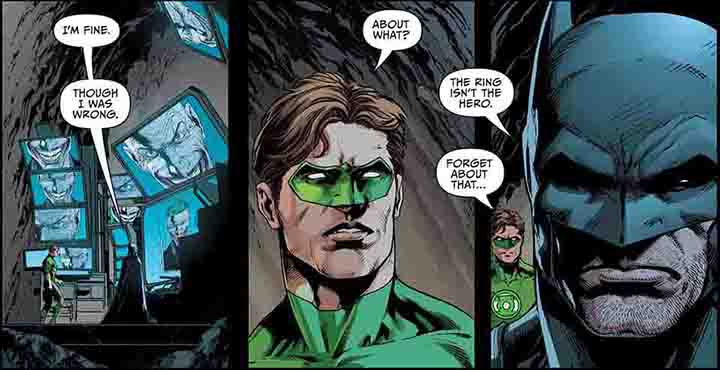 I'M FINE.
THOUGH
I WAS
WRONG.
ABOUT
WHAT?
THE RING
ISN'T THE
HERO.
FORGET
ABOUT
THAT...